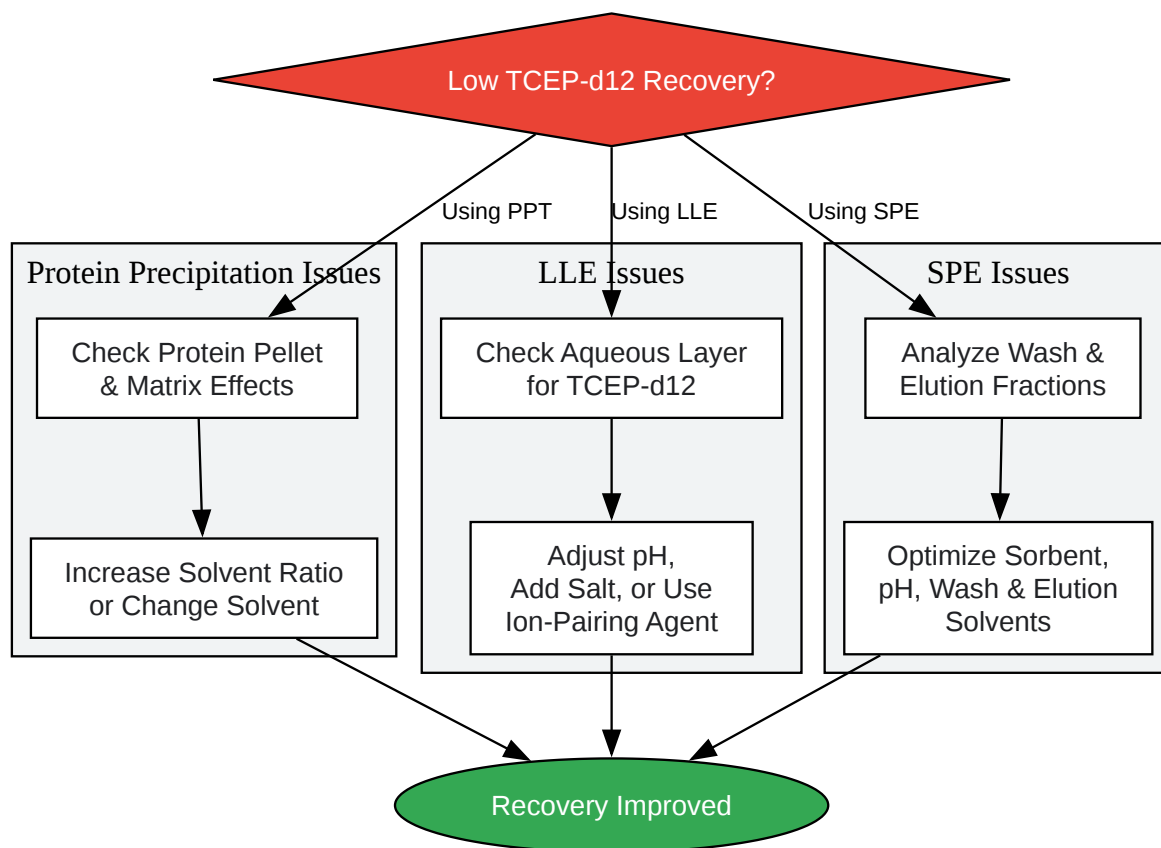 Low TCEP-d12 Recovery?
Using PPT
Using LLE
Using SPE
Protein Precipitation Issues
LLE Issues
SPE Issues
Check Protein Pellet
& Matrix Effects
Check Aqueous Layer
for TCEP-d12
Analyze Wash &
Elution Fractions
Increase Solvent Ratio
or Change Solvent
Adjust pH,
Add Salt, or Use
Ion-Pairing Agent
Optimize Sorbent,
pH, Wash & Elution
Solvents
Recovery Improved